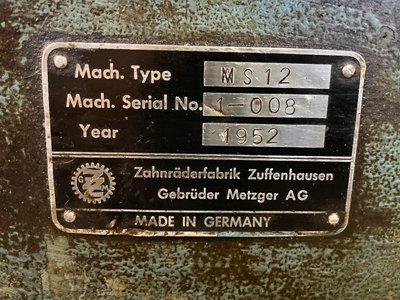 Mach. Type MS12
Mach. Serial No. 1-008
Year 1952
Zahnräderfabrik Zuffenhausen
Gebrüder Metzger AG
MADE IN GERMANY